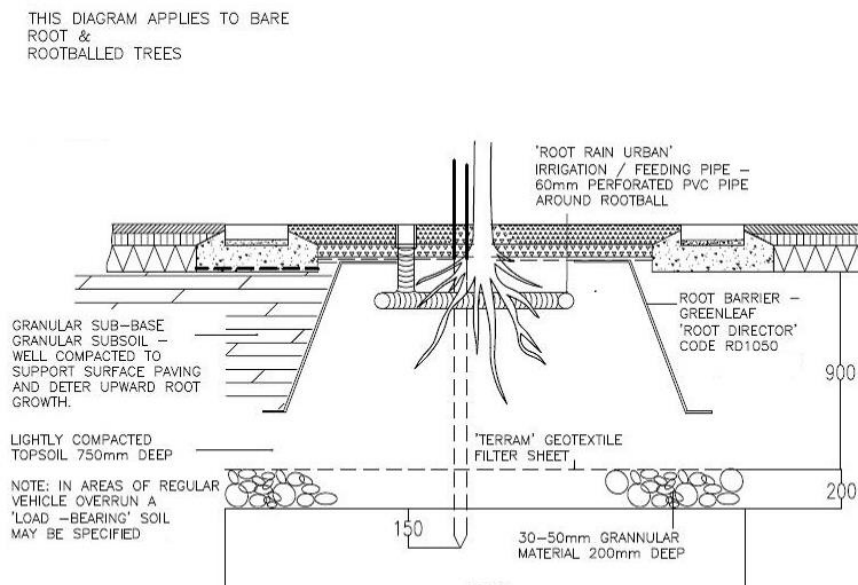 THIS DIAGRAM APPLIES TO BARE
ROOT &
ROOTBALLED TREES
'ROOT RAIN URBAN'
IRRIGATION / FEEDING PIPE –
60mm PERFORATED PVC PIPE
AROUND ROOTBALL
ROOT BARRIER –
GREENLEAF
'ROOT DIRECTOR'
CODE RD1050
GRANULAR SUB-BASE
GRANULAR SUBSOIL –
WELL COMPACTED TO
SUPPORT SURFACE PAVING
AND DETER UPWARD ROOT
GROWTH.
900
LIGHTLY COMPACTED
TOPSOIL 750mm DEEP
'TERRAM' GEOTEXTILE
FILTER SHEET
NOTE: IN AREAS OF REGULAR
VEHICLE OVERRUN A
'LOAD –BEARING' SOIL
MAY BE SPECIFIED
200
150
30–50mm GRANNULAR
MATERIAL 200mm DEEP